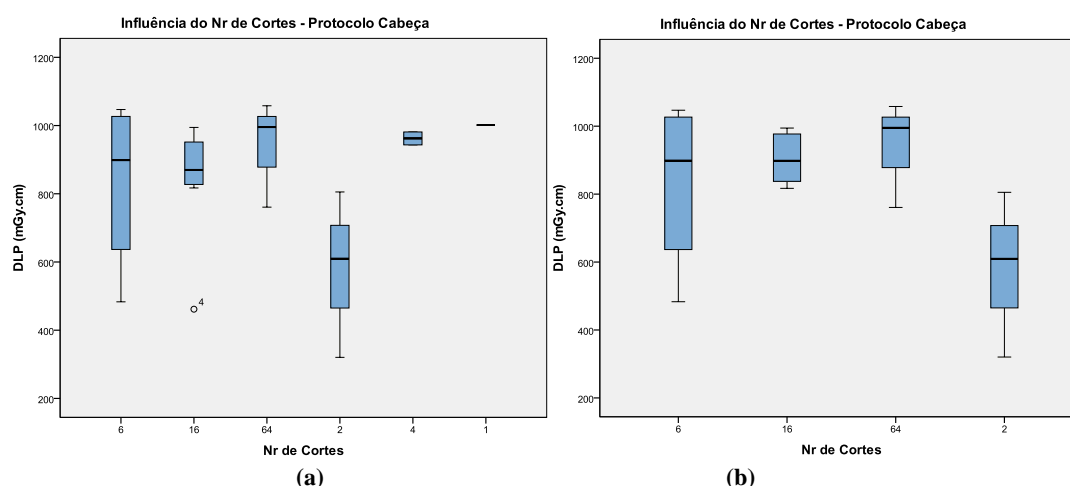 Influência do Nr de Cortes - Protocolo Cabeça
DLP (mGy.cm)
1200
1000
800
600
400
200
4
6 16 64 2 4 1
Nr de Cortes
(a)
Influência do Nr de Cortes - Protocolo Cabeça
DLP (mGy.cm)
1200
1000
800
600
400
200
6 16 64 2
Nr de Cortes
(b)